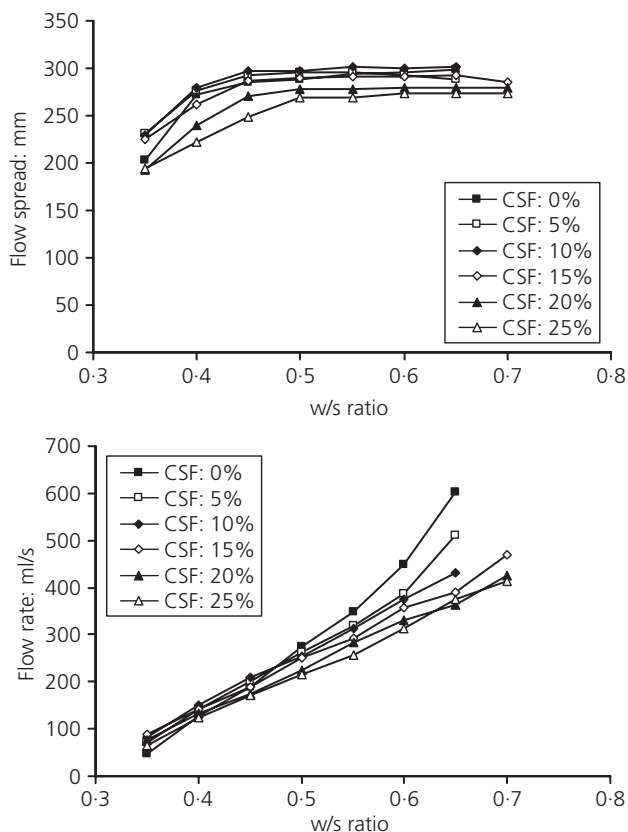 350
300
250
200
150
100
50
0
Flow spread: mm
CSF: 0%
CSF: 5%
CSF: 10%
CSF: 15%
CSF: 20%
CSF: 25%
0·3 0·4 0·5 0·6 0·7 0·8
w/s ratio
700
600
500
400
300
200
100
0
Flow rate: ml/s
CSF: 0%
CSF: 5%
CSF: 10%
CSF: 15%
CSF: 20%
CSF: 25%
0·3 0·4 0·5 0·6 0·7 0·8
w/s ratio